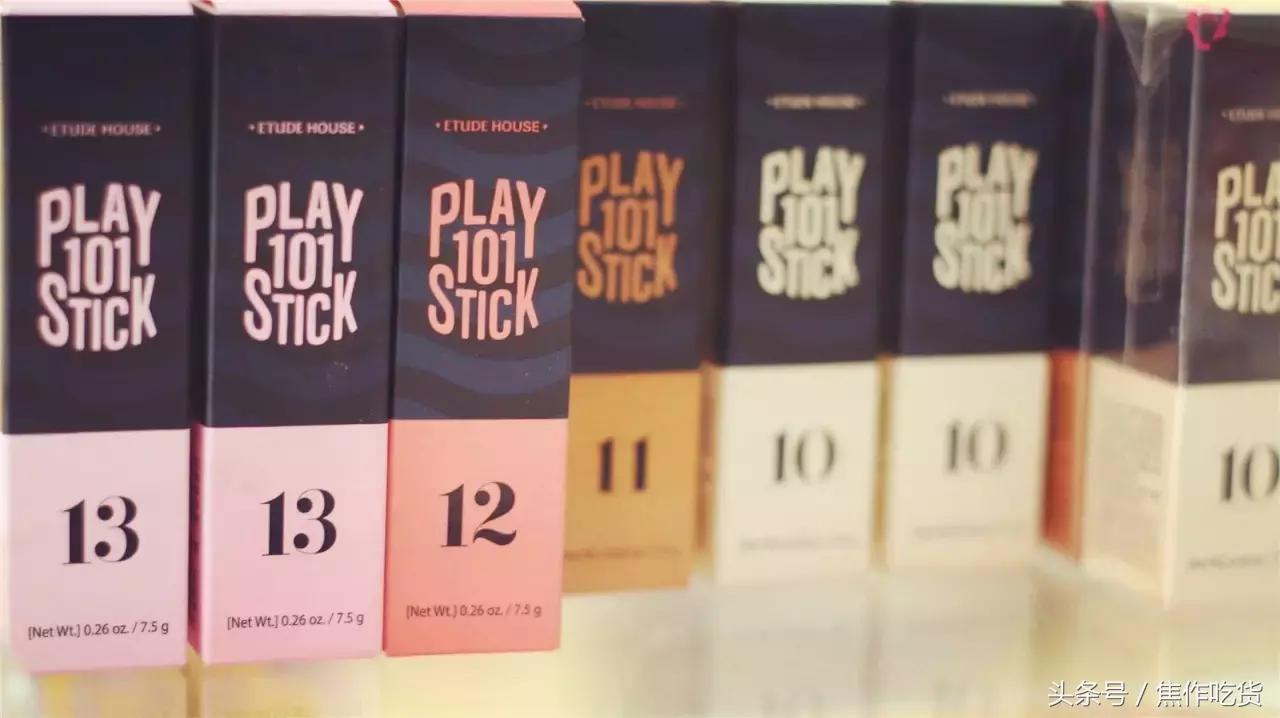 • ETUDE HOUSE •
PLAY
101
STICK
13
[Net Wt.] 0.26 oz. / 7.5 g
• ETUDE HOUSE •
PLAY
101
STICK
13
[Net Wt.] 0.26 oz. / 7.5 g
• ETUDE HOUSE •
PLAY
101
STICK
12
[Net Wt.] 0.26 oz. / 7.5 g
• ETUDE HOUSE •
PLAY
101
STICK
11
• ETUDE HOUSE •
PLAY
101
STICK
10
• ETUDE HOUSE •
PLAY
101
STICK
10
10
头条号 / 焦作吃货